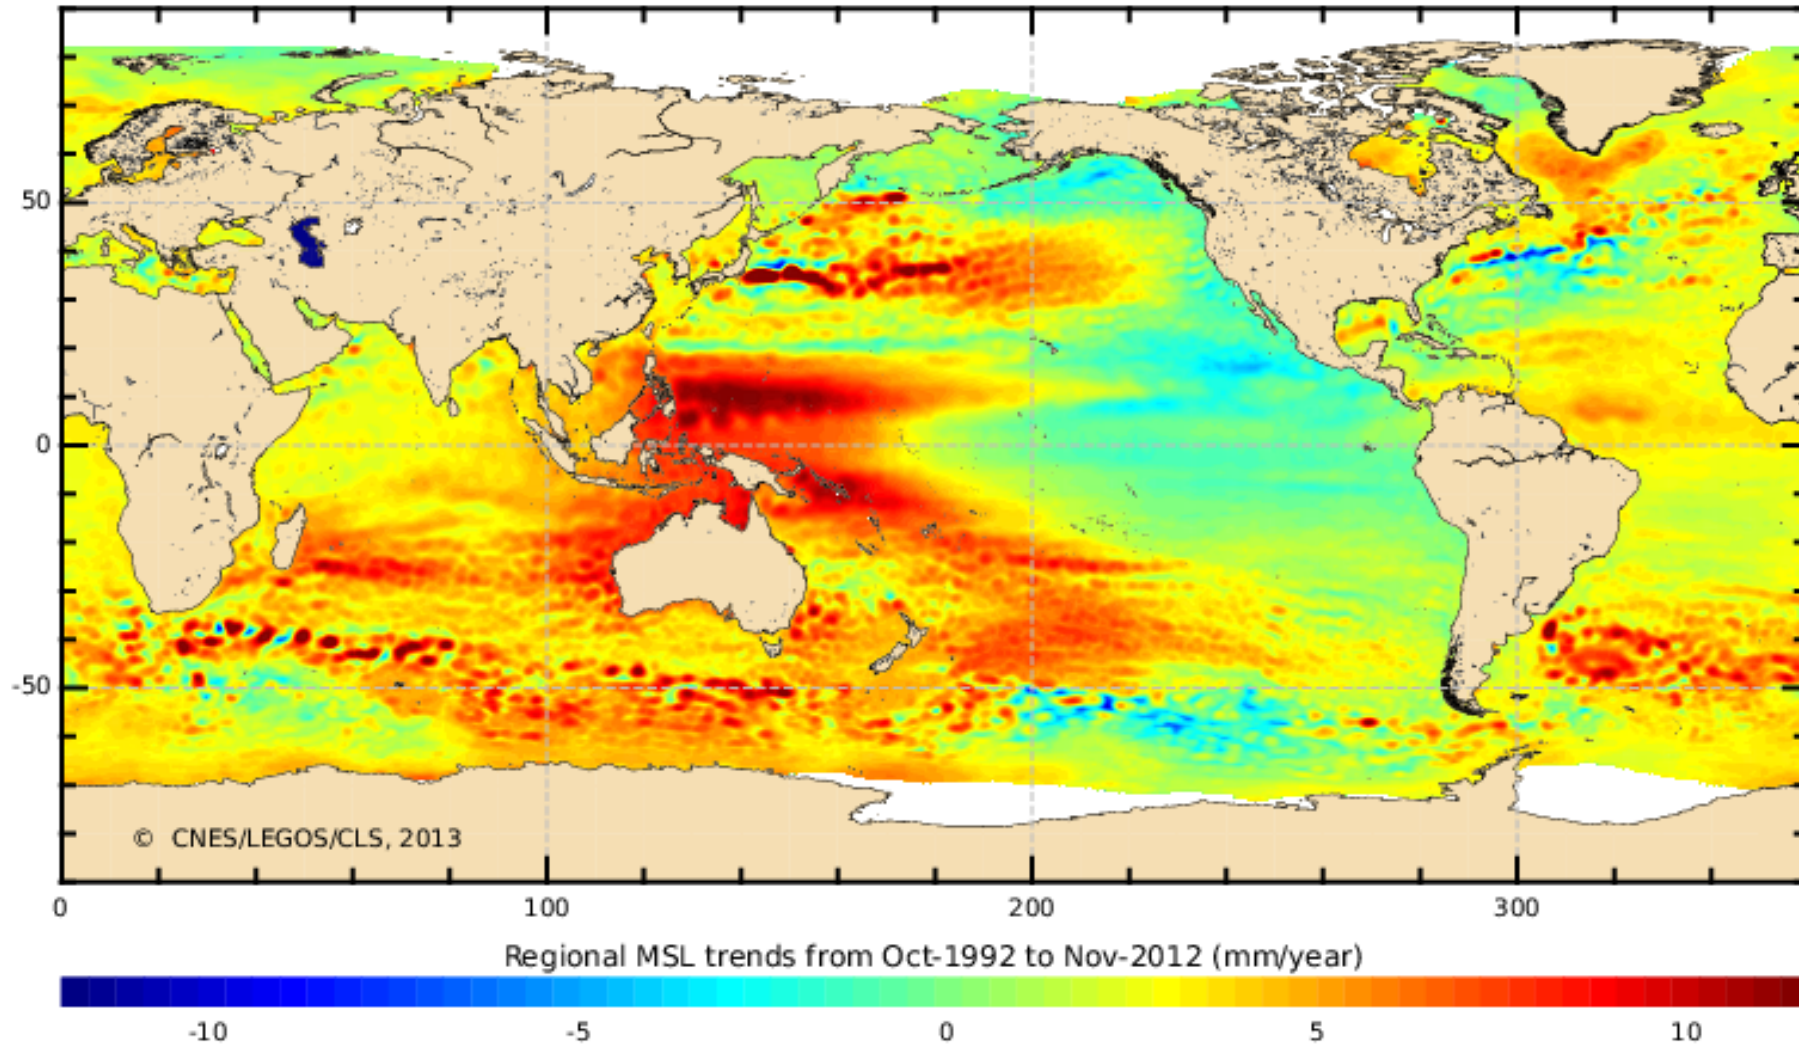 50
0
-50
© CNES/LEGOS/CLS, 2013
0 100 200 300
Regional MSL trends from Oct-1992 to Nov-2012 (mm/year)
-10 -5 0 5 10